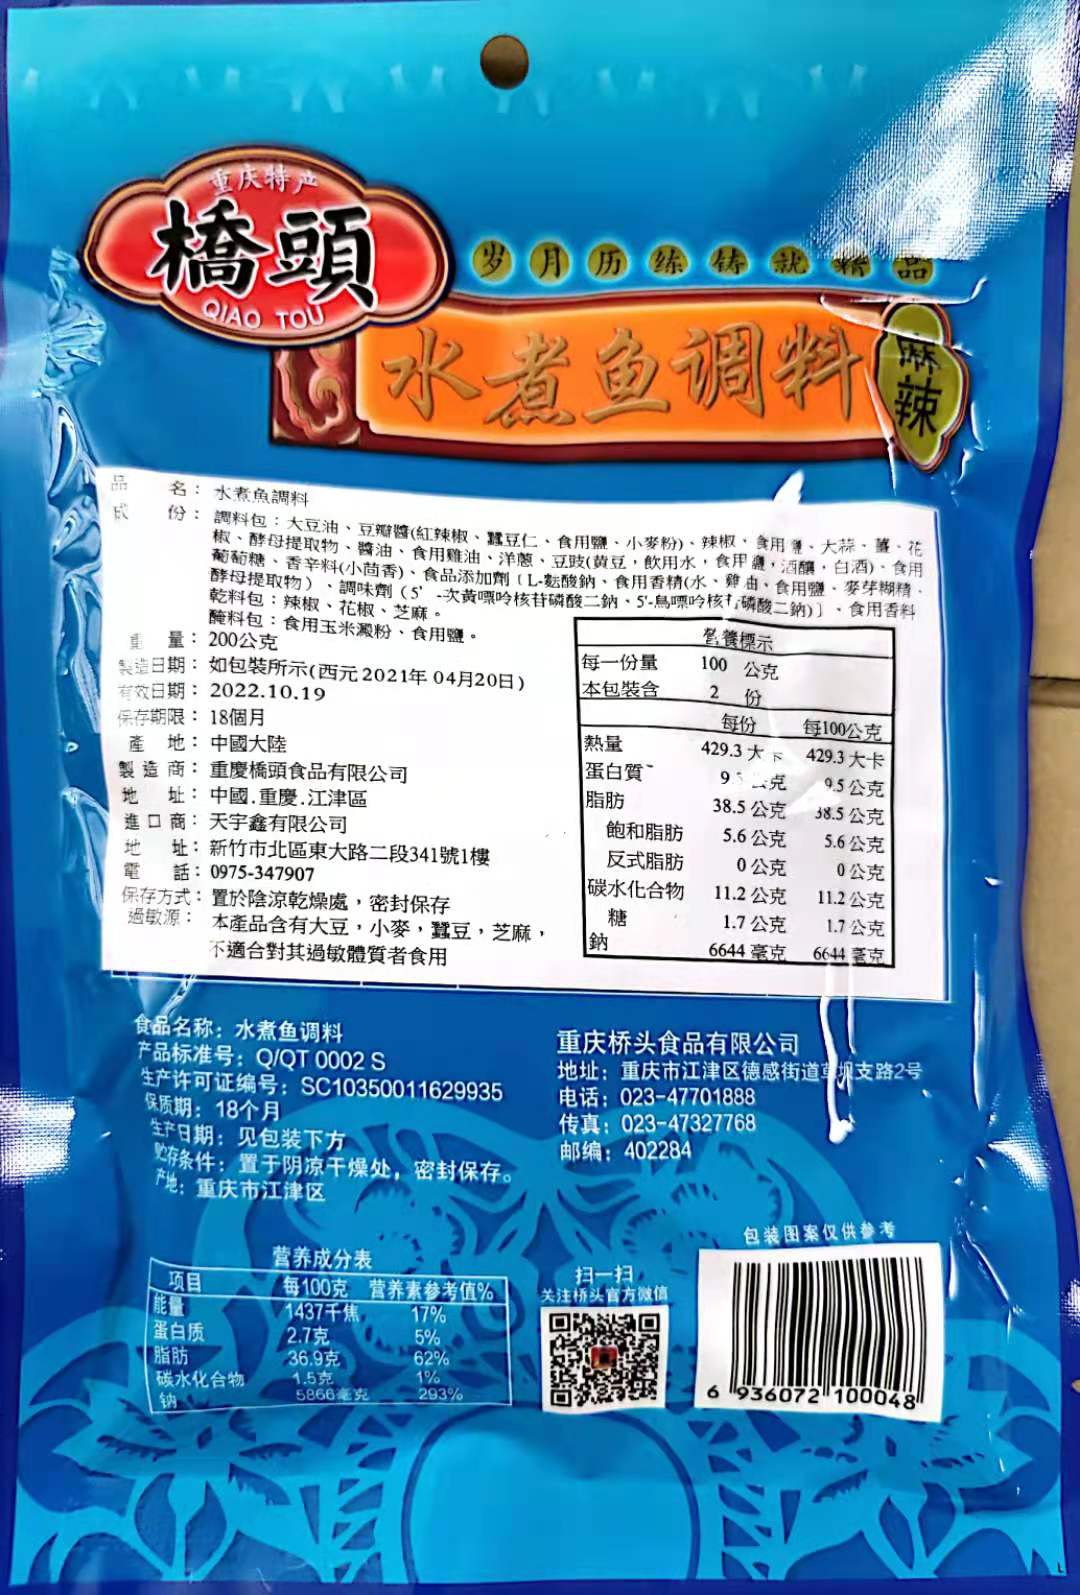 重庆特产
橋頭
QIAO TOU
岁月历练铸就精品
水煮鱼调料
麻辣
品名：水煮魚調料
成份：調料包：大豆油、豆瓣醬(紅辣椒、蠶豆仁、食用鹽、小麥粉)、辣椒，食用鹽、大蒜、薑、花
椒、酵母提取物、醬油、食用雞油、洋蔥、豆豉(黄豆，飲用水，食用鹽，酒釀，白酒)、食用
葡萄糖、香辛料(小茴香)、食品添加劑〔L-麩酸鈉、食用香精(水、雞油、食用鹽、麥芽糊精、
酵母提取物）、調味劑（5’-次黃嘌呤核苷磷酸二鈉、5'-鳥嘌呤核苷磷酸二鈉)〕、食用香料
乾料包：辣椒、花椒、芝麻。
醃料包：食用玉米澱粉、食用鹽。
重量：200公克
製造日期：如包裝所示(西元2021年 04月20日)
有效日期：2022.10.19
保存期限：18個月
產地：中國大陸
製造商：重慶橋頭食品有限公司
地址：中國.重慶.江津區
進口商：天宇鑫有限公司
地址：新竹市北區東大路二段341號1樓
電話：0975-347907
保存方式：置於陰涼乾燥處，密封保存
過敏源：本產品含有大豆，小麥，蠶豆，芝麻，
不適合對其過敏體質者食用
營養標示
每一份量 100 公克
本包裝含 2 份
每份 每100公克
熱量 429.3 大卡 429.3 大卡
蛋白質 公克 9.5 公克
脂肪 38.5 公克 38.5 公克
飽和脂肪 5.6 公克 5.6 公克
反式脂肪 0 公克 0 公克
碳水化合物 11.2 公克 11.2 公克
糖 1.7 公克 1.7 公克
鈉 6644 毫克 6644 毫克
食品名称：水煮鱼调料
产品标准号：Q/QT 0002 S
生产许可证编号：SC10350011629935
保质期：18个月
生产日期：见包装下方
贮存条件：置于阴凉干燥处，密封保存。
产地：重庆市江津区
重庆桥头食品有限公司
地址：重庆市江津区德感街道草坝支路2号
电话：023-47701888
传真：023-47327768
邮编：402284
营养成分表
项目 每100克 营养素参考值%
能量 1437千焦 17%
蛋白质 2.7克 5%
脂肪 36.9克 62%
碳水化合物 1.5克 1%
钠 5866毫克 293%
扫一扫
关注桥头官方微信
包装图案仅供参考
6 936072 100048